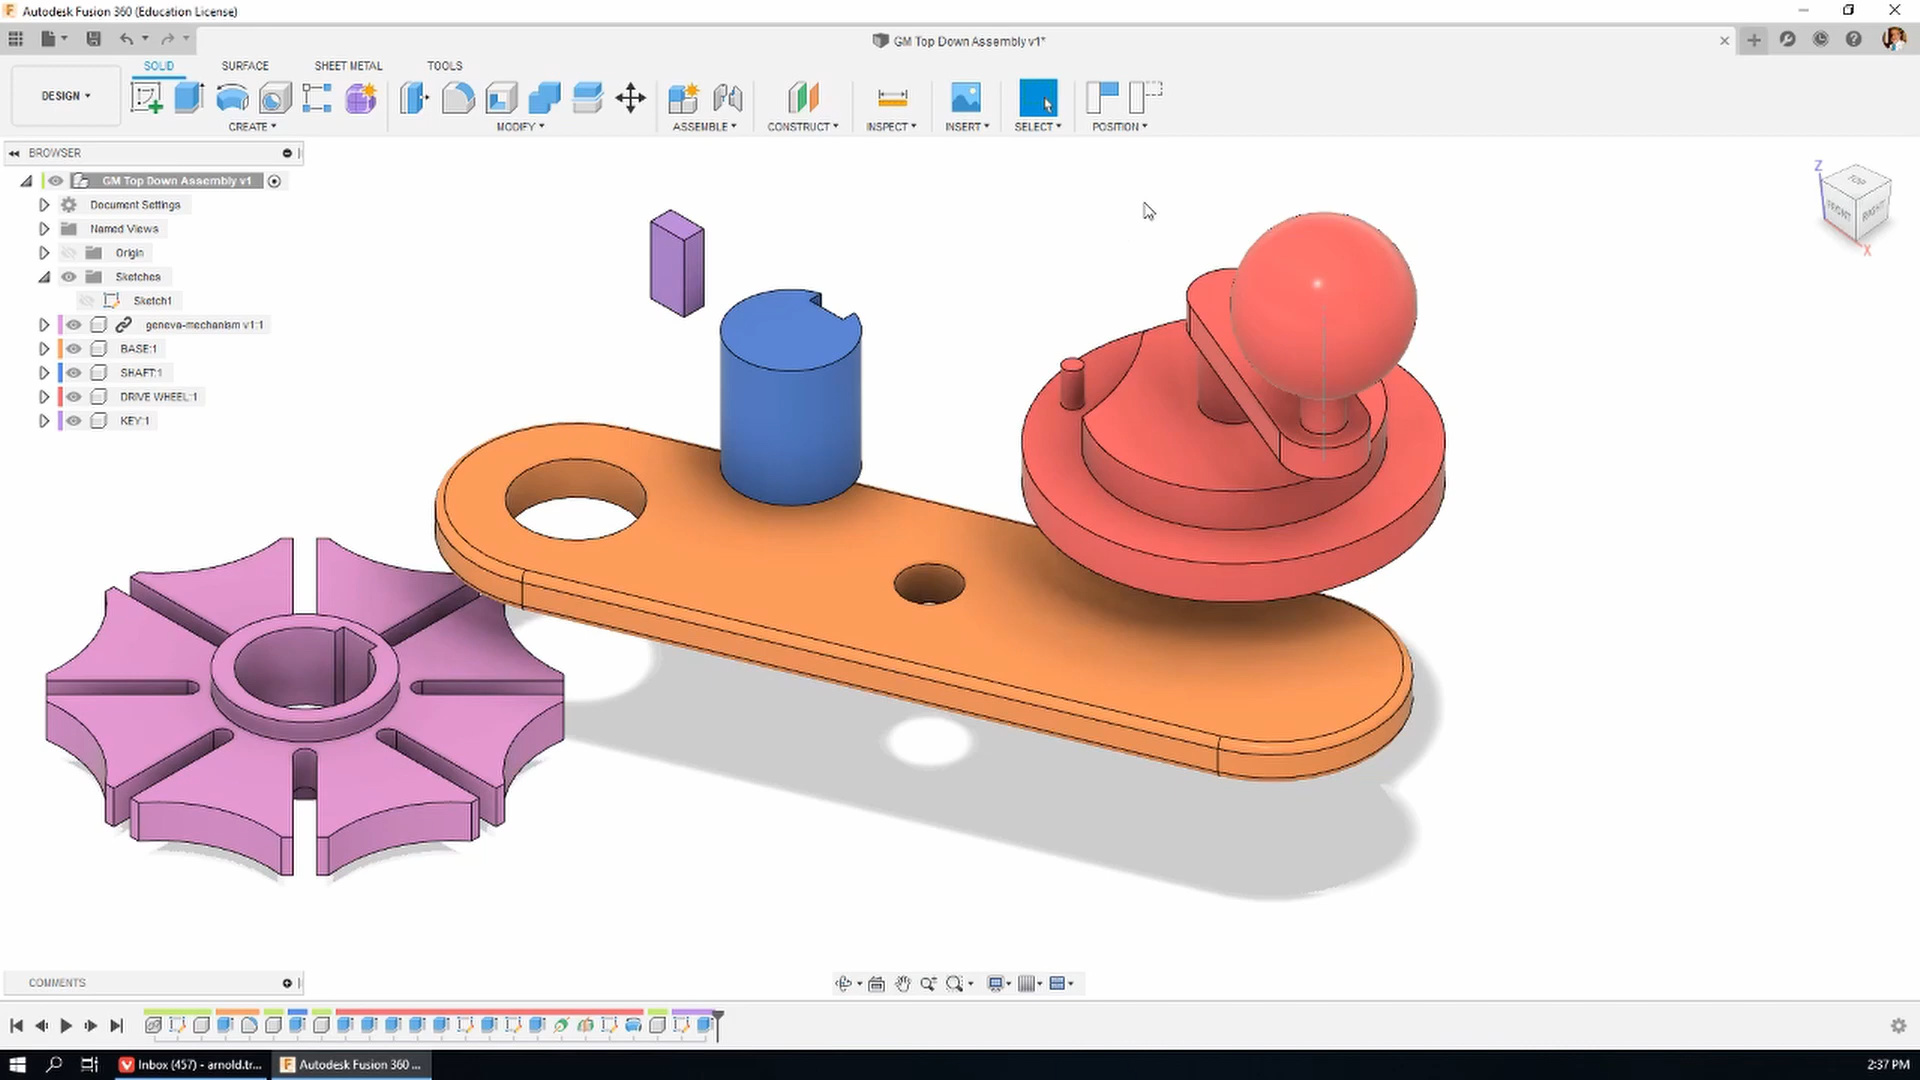 Autodesk Fusion 360 (Education License)
GM Top Down Assembly v1*
SOLID
SURFACE
SHEET METAL
TOOLS
DESIGN
CREATE
MODIFY
ASSEMBLE
CONSTRUCT
INSPECT
INSERT
SELECT
POSITION
BROWSER
GM Top Down Assembly v1
Document Settings
Named Views
Origin
Sketches
Sketch1
geneva-mechanism v1:1
BASE:1
SHAFT:1
DRIVE WHEEL:1
KEY:1
Z
TOP
FRONT
RIGHT
X
COMMENTS
Inbox (457) - arnold.tr...
Autodesk Fusion 360 ...
2:37 PM